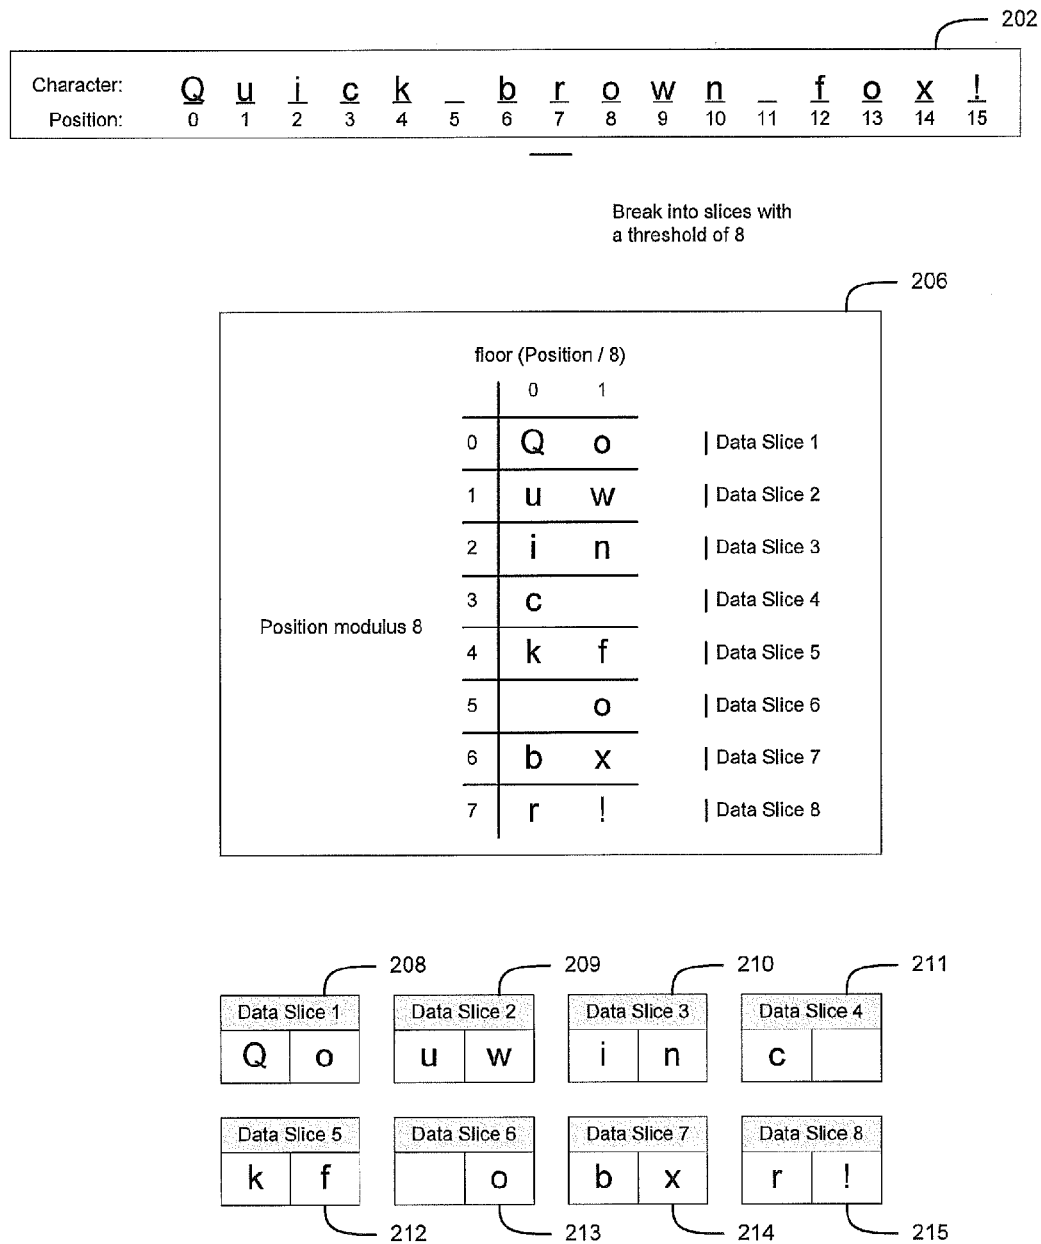 202
Character: Q u i c k _ b r o w n _ f o x !
Position: 0 1 2 3 4 5 6 7 8 9 10 11 12 13 14 15
Break into slices with
a threshold of 8
206
floor (Position / 8)
0 1
0 Q o Data Slice 1
1 u w Data Slice 2
2 i n Data Slice 3
3 c Data Slice 4
Position modulus 8
4 k f Data Slice 5
5 o Data Slice 6
6 b x Data Slice 7
7 r ! Data Slice 8
208 209 210 211
Data Slice 1 Data Slice 2 Data Slice 3 Data Slice 4
Q o u w i n c
Data Slice 5 Data Slice 6 Data Slice 7 Data Slice 8
k f o b x r !
212 213 214 215